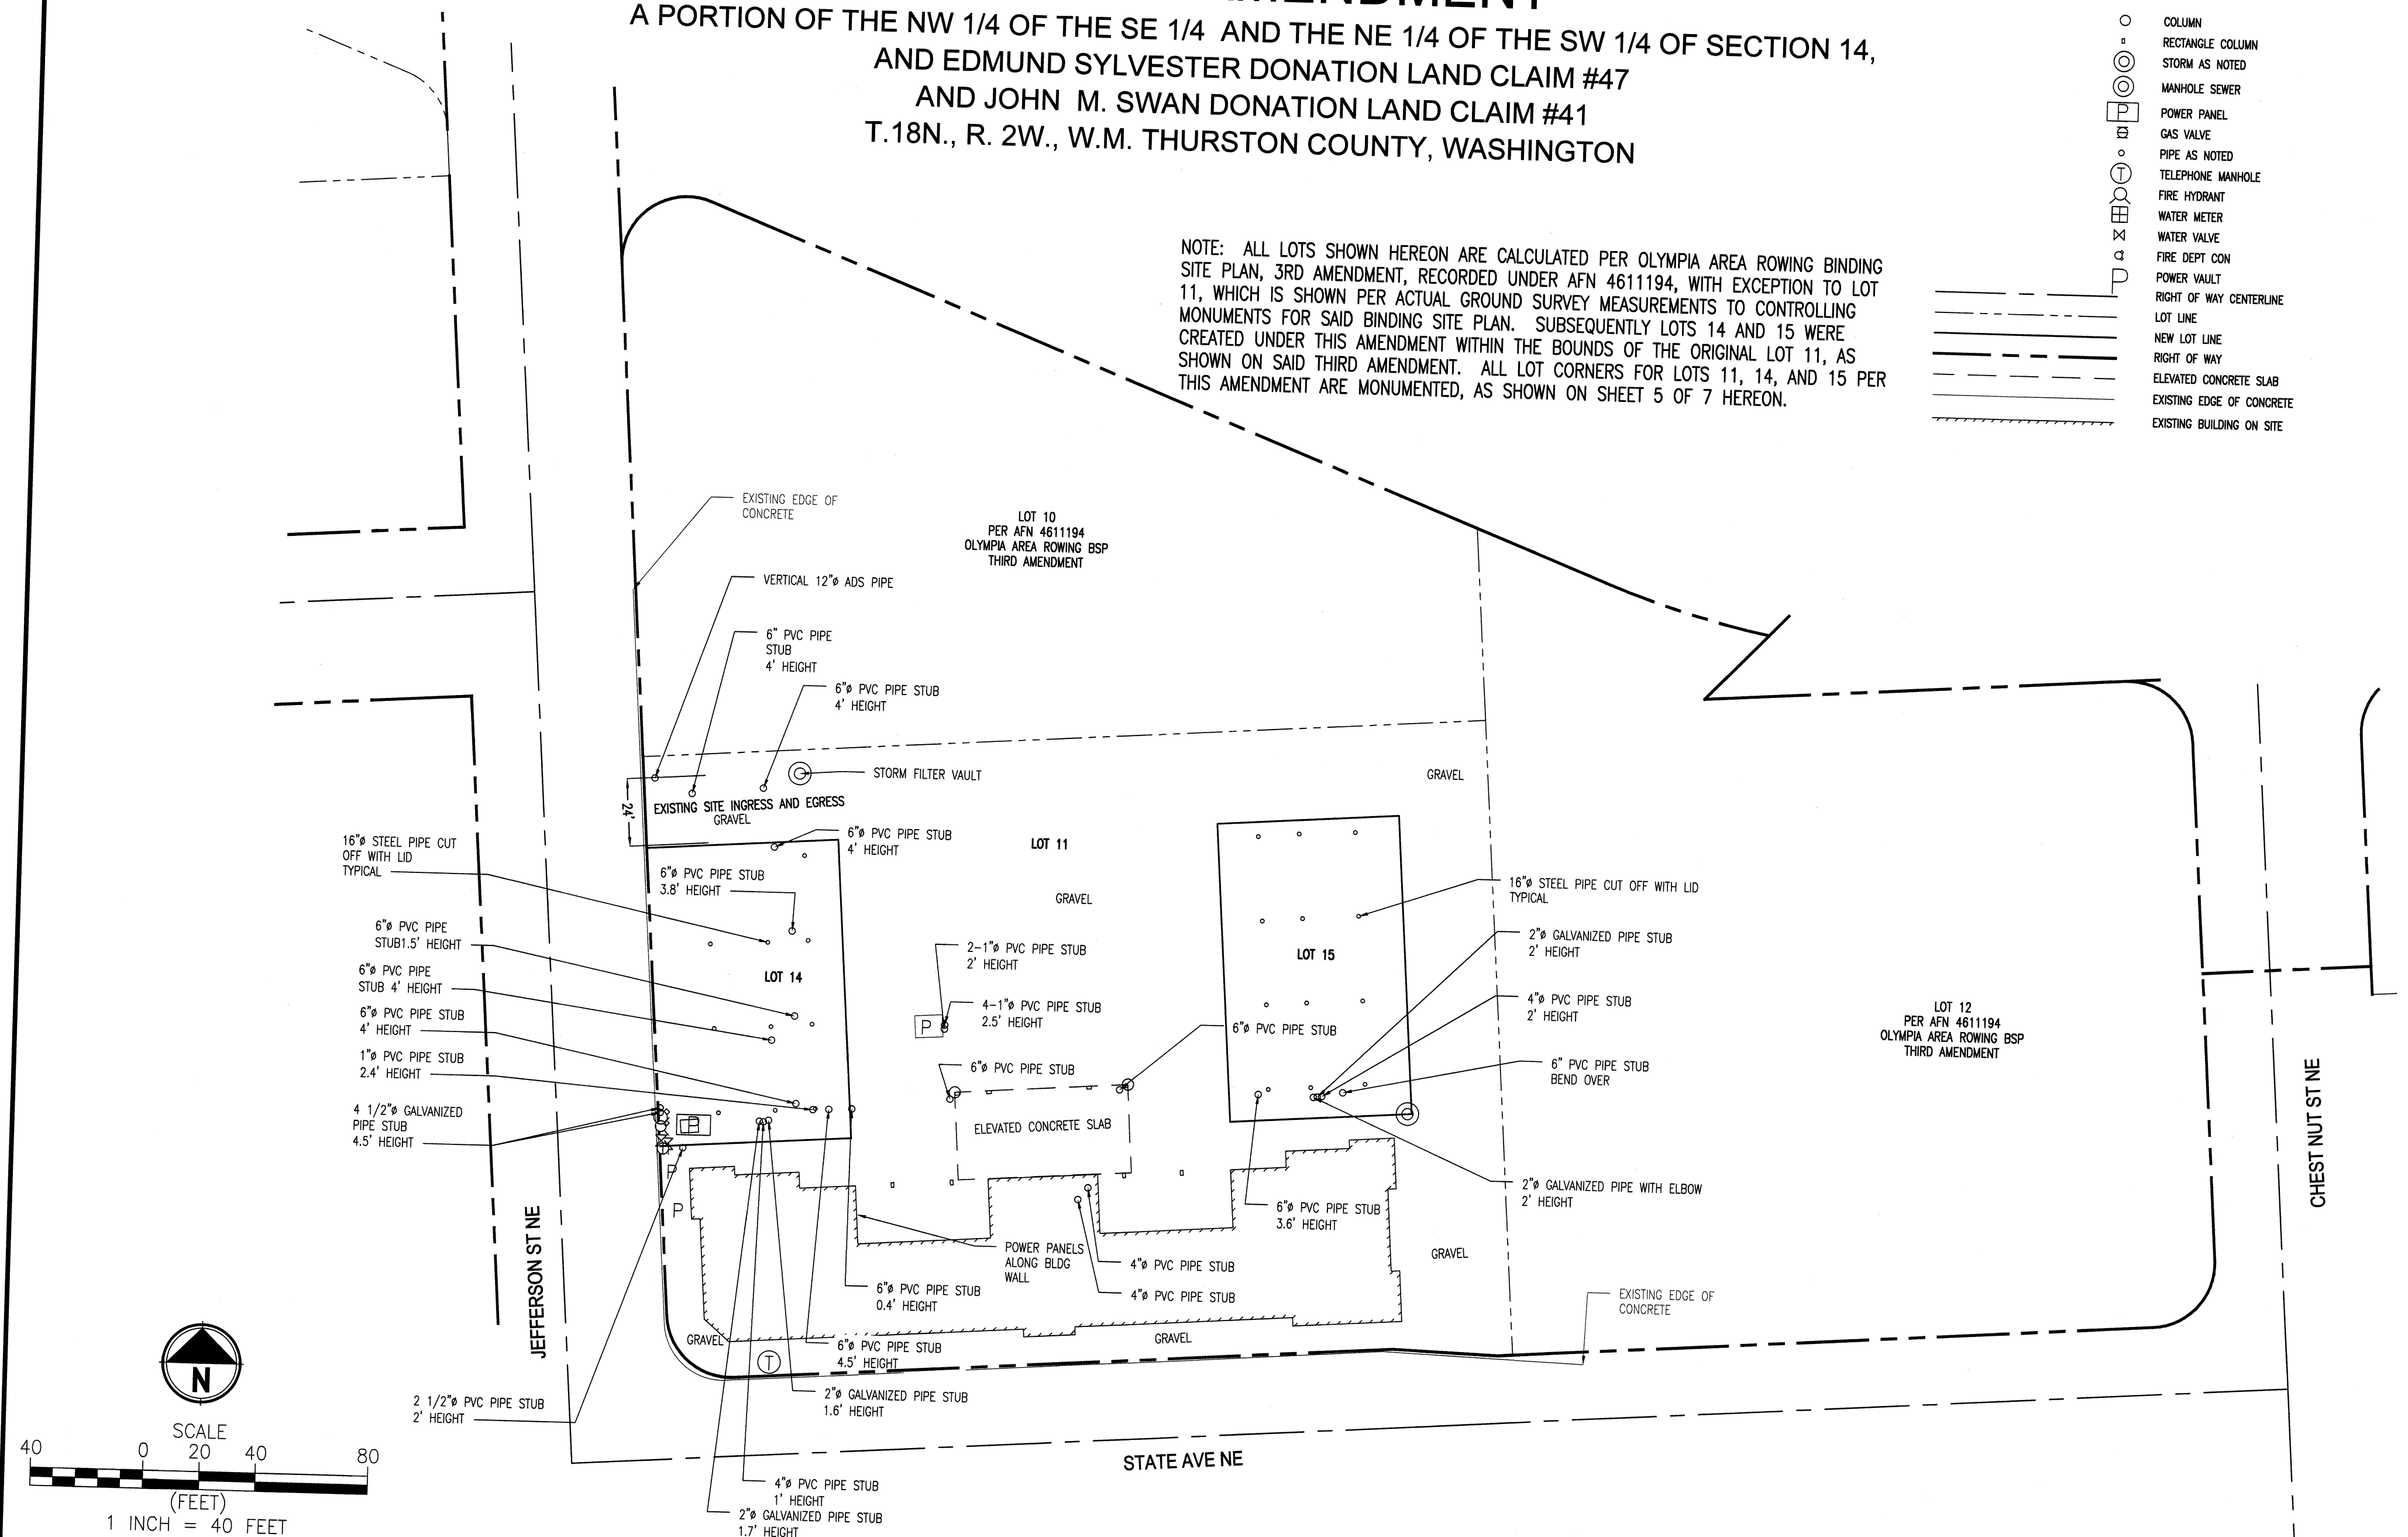 A PORTION OF THE NW 1/4 OF THE SE 1/4 AND THE NE 1/4 OF THE SW 1/4 OF SECTION 14,
AND EDMUND SYLVESTER DONATION LAND CLAIM #47
AND JOHN M. SWAN DONATION LAND CLAIM #41
T.18N., R. 2W., W.M. THURSTON COUNTY, WASHINGTON
COLUMN
RECTANGLE COLUMN
STORM AS NOTED
MANHOLE SEWER
P POWER PANEL
GAS VALVE
PIPE AS NOTED
T TELEPHONE MANHOLE
FIRE HYDRANT
WATER METER
WATER VALVE
FIRE DEPT CON
P POWER VAULT
RIGHT OF WAY CENTERLINE
LOT LINE
NEW LOT LINE
RIGHT OF WAY
ELEVATED CONCRETE SLAB
EXISTING EDGE OF CONCRETE
EXISTING BUILDING ON SITE
NOTE: ALL LOTS SHOWN HEREON ARE CALCULATED PER OLYMPIA AREA ROWING BINDING
SITE PLAN, 3RD AMENDMENT, RECORDED UNDER AFN 4611194, WITH EXCEPTION TO LOT
11, WHICH IS SHOWN PER ACTUAL GROUND SURVEY MEASUREMENTS TO CONTROLLING
MONUMENTS FOR SAID BINDING SITE PLAN. SUBSEQUENTLY LOTS 14 AND 15 WERE
CREATED UNDER THIS AMENDMENT WITHIN THE BOUNDS OF THE ORIGINAL LOT 11, AS
SHOWN ON SAID THIRD AMENDMENT. ALL LOT CORNERS FOR LOTS 11, 14, AND 15 PER
THIS AMENDMENT ARE MONUMENTED, AS SHOWN ON SHEET 5 OF 7 HEREON.
EXISTING EDGE OF
CONCRETE
LOT 10
PER AFN 4611194
OLYMPIA AREA ROWING BSP
THIRD AMENDMENT
VERTICAL 12"ø ADS PIPE
6" PVC PIPE
STUB
4' HEIGHT
6"ø PVC PIPE STUB
4' HEIGHT
STORM FILTER VAULT
GRAVEL
24'
EXISTING SITE INGRESS AND EGRESS
GRAVEL
16"ø STEEL PIPE CUT
OFF WITH LID
TYPICAL
6"ø PVC PIPE STUB
4' HEIGHT
6"ø PVC PIPE STUB
3.8' HEIGHT
LOT 11
GRAVEL
16"ø STEEL PIPE CUT OFF WITH LID
TYPICAL
6"ø PVC PIPE
STUB1.5' HEIGHT
6"ø PVC PIPE
STUB 4' HEIGHT
LOT 14
2-1"ø PVC PIPE STUB
2' HEIGHT
LOT 15
2"ø GALVANIZED PIPE STUB
2' HEIGHT
6"ø PVC PIPE STUB
4' HEIGHT
P
4-1"ø PVC PIPE STUB
2.5' HEIGHT
6"ø PVC PIPE STUB
4"ø PVC PIPE STUB
2' HEIGHT
LOT 12
PER AFN 4611194
OLYMPIA AREA ROWING BSP
THIRD AMENDMENT
1"ø PVC PIPE STUB
2.4' HEIGHT
6"ø PVC PIPE STUB
6" PVC PIPE STUB
BEND OVER
4 1/2"ø GALVANIZED
PIPE STUB
4.5' HEIGHT
P
ELEVATED CONCRETE SLAB
CHEST NUT ST NE
P
P
2"ø GALVANIZED PIPE WITH ELBOW
2' HEIGHT
6"ø PVC PIPE STUB
3.6' HEIGHT
JEFFERSON ST NE
POWER PANELS
ALONG BLDG
WALL
4"ø PVC PIPE STUB
4"ø PVC PIPE STUB
GRAVEL
6"ø PVC PIPE STUB
0.4' HEIGHT
EXISTING EDGE OF
CONCRETE
GRAVEL
GRAVEL
6"ø PVC PIPE STUB
4.5' HEIGHT
T
2"ø GALVANIZED PIPE STUB
1.6' HEIGHT
2 1/2"ø PVC PIPE STUB
2' HEIGHT
STATE AVE NE
4"ø PVC PIPE STUB
1' HEIGHT
2"ø GALVANIZED PIPE STUB
1.7' HEIGHT
N
SCALE
40 0 20 40 80
(FEET)
1 INCH = 40 FEET